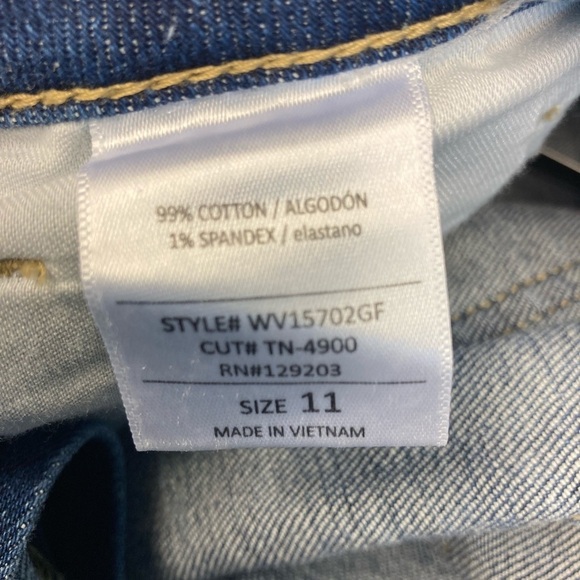 99% COTTON / ALGODÓN
1% SPANDEX / elastano
STYLE# WV15702GF
CUT# TN-4900
RN#129203
SIZE 11
MADE IN VIETNAM